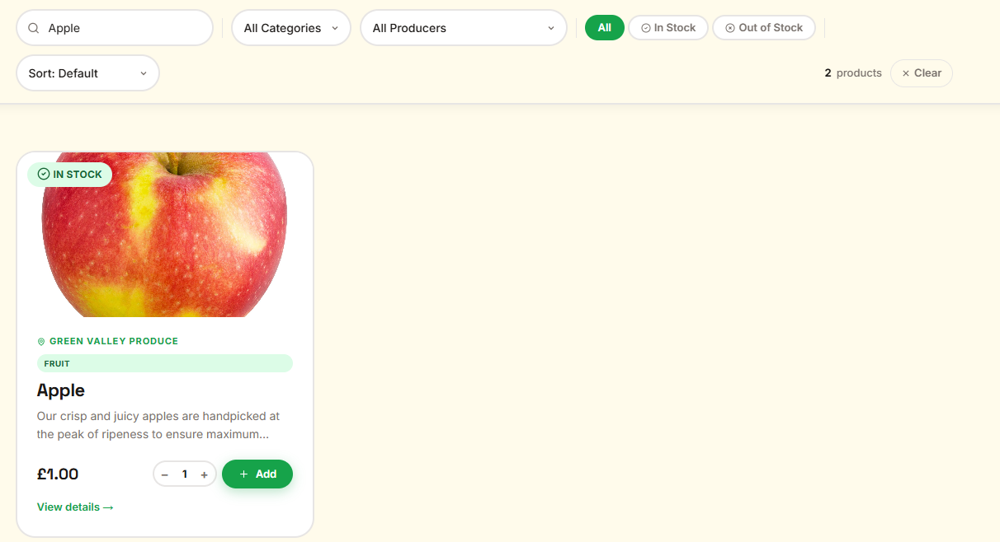 Apple
All Categories
All Producers
All
In Stock
Out of Stock
Sort: Default
2 products
Clear
IN STOCK
GREEN VALLEY PRODUCE
FRUIT
Apple
Our crisp and juicy apples are handpicked at
the peak of ripeness to ensure maximum...
£1.00
− 1 +
+ Add
View details →